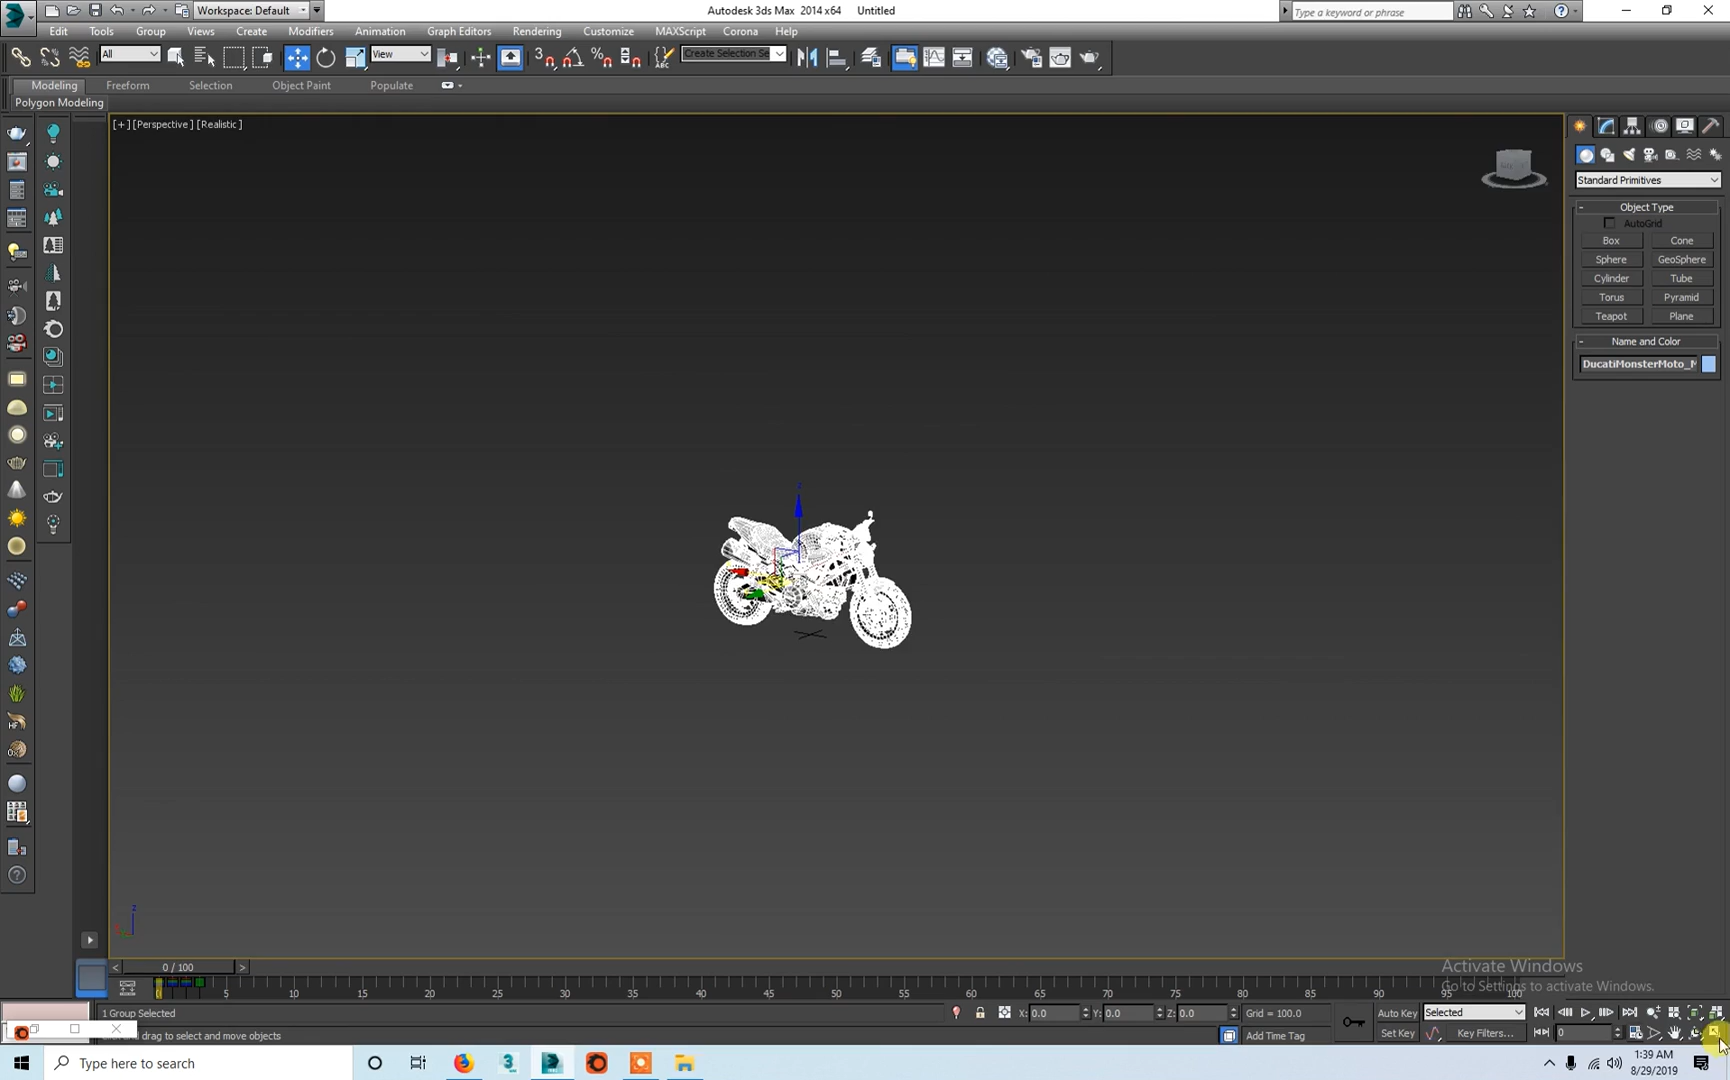 Autodesk 3ds Max 2014 x64 Untitled
Workspace: Default
Type a keyword or phrase
Edit Tools Group Views Create Modifiers Animation Graph Editors Rendering Customize MAXScript Corona Help
All View Create Selection Se
Modeling Freeform Selection Object Paint Populate
Polygon Modeling
[+] [Perspective] [Realistic]
Standard Primitives
- Object Type
AutoGrid
Box Cone
Sphere GeoSphere
Cylinder Tube
Torus Pyramid
Teapot Plane
- Name and Color
DucatiMonsterMoto_M
z
z
< 0 / 100 >
5 10 15 20 25 30 35 40 45 50 55 60 65 70 75 80 85 90 95 100
Activate Windows
Go to Settings to activate Windows.
1 Group Selected X: 0.0 Y: 0.0 Z: 0.0 Grid = 100.0 Auto Key Selected
drag to select and move objects Add Time Tag Set Key Key Filters... 0
Type here to search
1:39 AM
8/29/2019